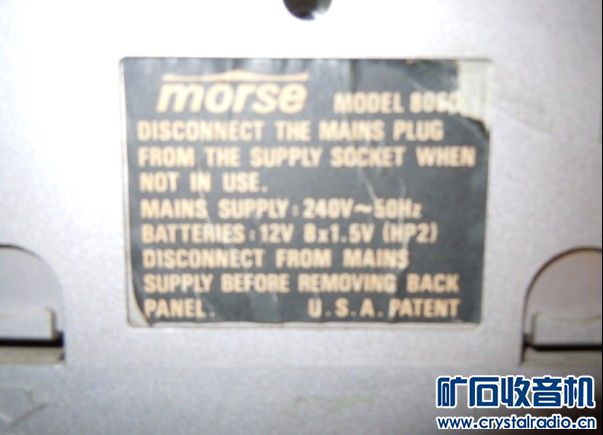 morse MODEL 8060
DISCONNECT THE MAINS PLUG
FROM THE SUPPLY SOCKET WHEN
NOT IN USE.
MAINS SUPPLY: 240V~50Hz
BATTERIES: 12V 8x1.5V (HP2)
DISCONNECT FROM MAINS
SUPPLY BEFORE REMOVING BACK
PANEL. U.S.A. PATENT
矿石收音机
www.crystalradio.cn